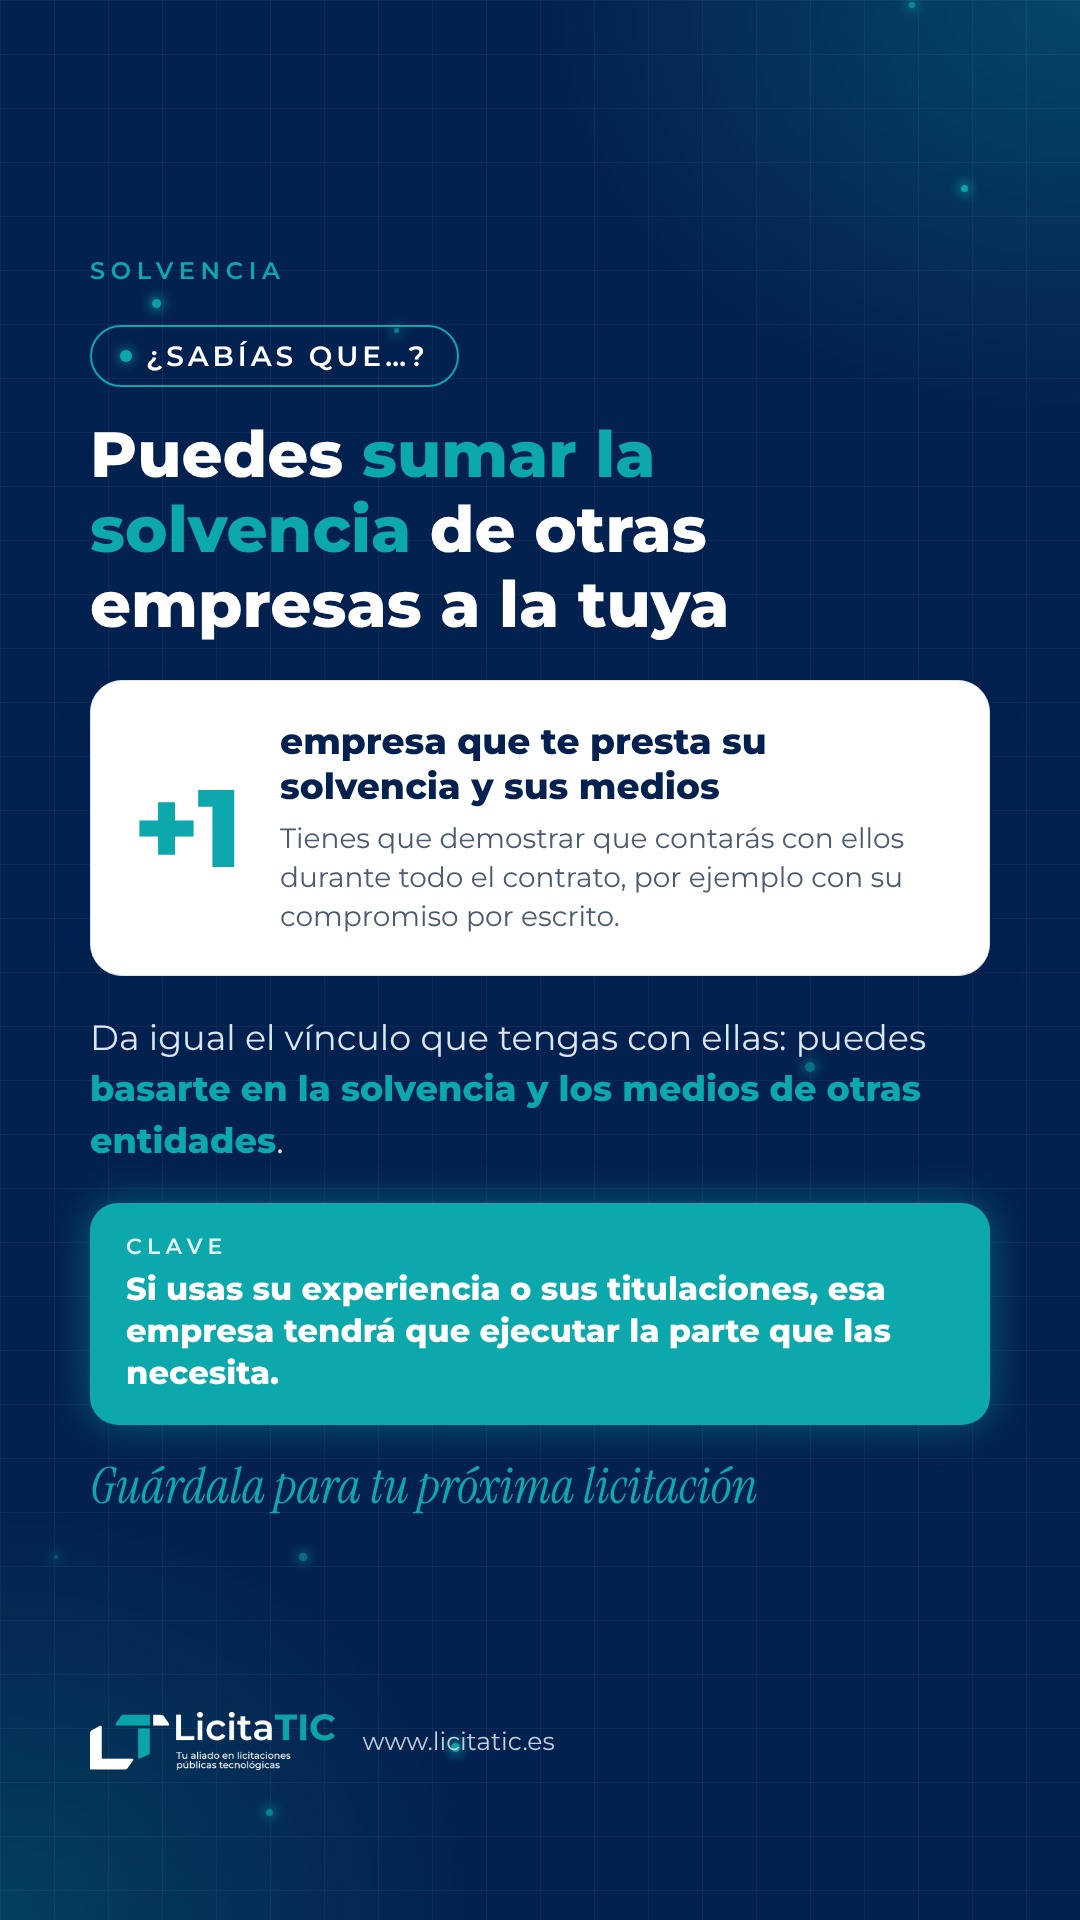 SOLVENCIA
¿SABÍAS QUE...?
Puedes sumar la
solvencia de otras
empresas a la tuya
+1
empresa que te presta su
solvencia y sus medios
Tienes que demostrar que contarás con ellos
durante todo el contrato, por ejemplo con su
compromiso por escrito.
Da igual el vínculo que tengas con ellas: puedes
basarte en la solvencia y los medios de otras
entidades.
CLAVE
Si usas su experiencia o sus titulaciones, esa
empresa tendrá que ejecutar la parte que las
necesita.
Guárdala para tu próxima licitación
LicitaTIC
Tu aliado en licitaciones
públicas tecnológicas
www.licitatic.es